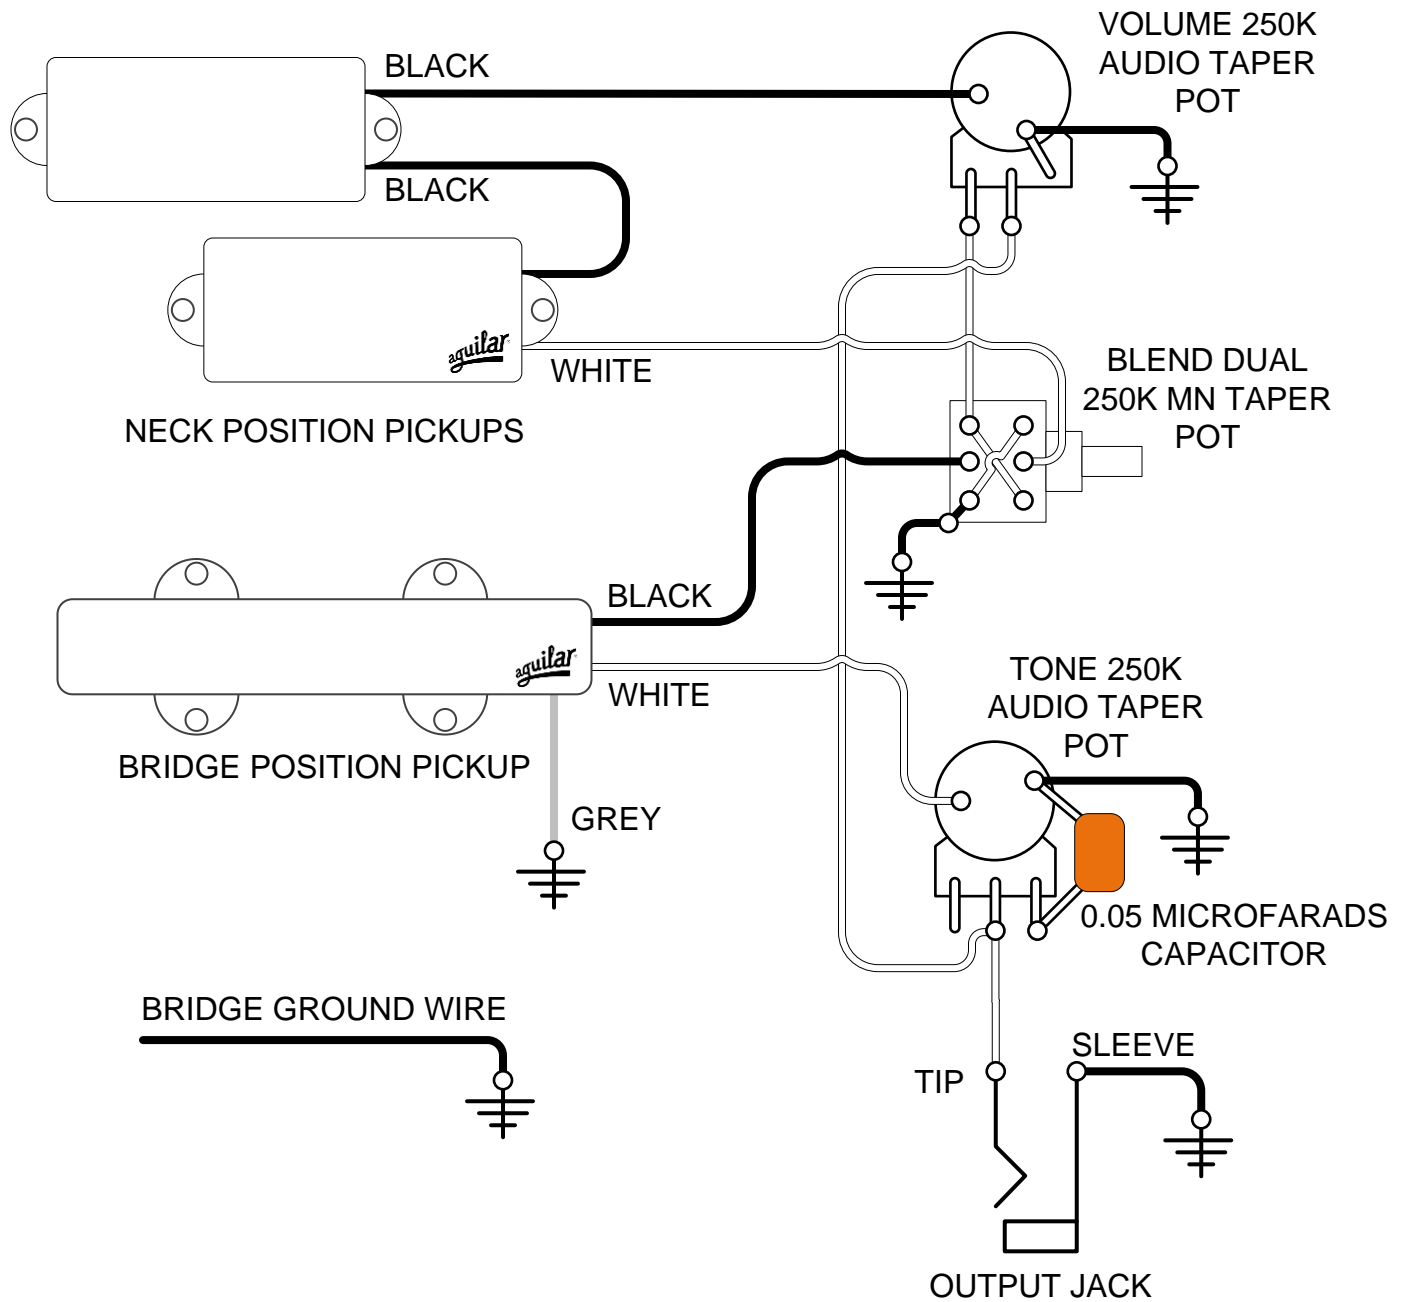 VOLUME 250K
AUDIO TAPER
POT
BLACK
BLACK
aguilar
WHITE
NECK POSITION PICKUPS
BLEND DUAL
250K MN TAPER
POT
BLACK
aguilar
WHITE
BRIDGE POSITION PICKUP
GREY
TONE 250K
AUDIO TAPER
POT
0.05 MICROFARADS
CAPACITOR
BRIDGE GROUND WIRE
SLEEVE
TIP
OUTPUT JACK